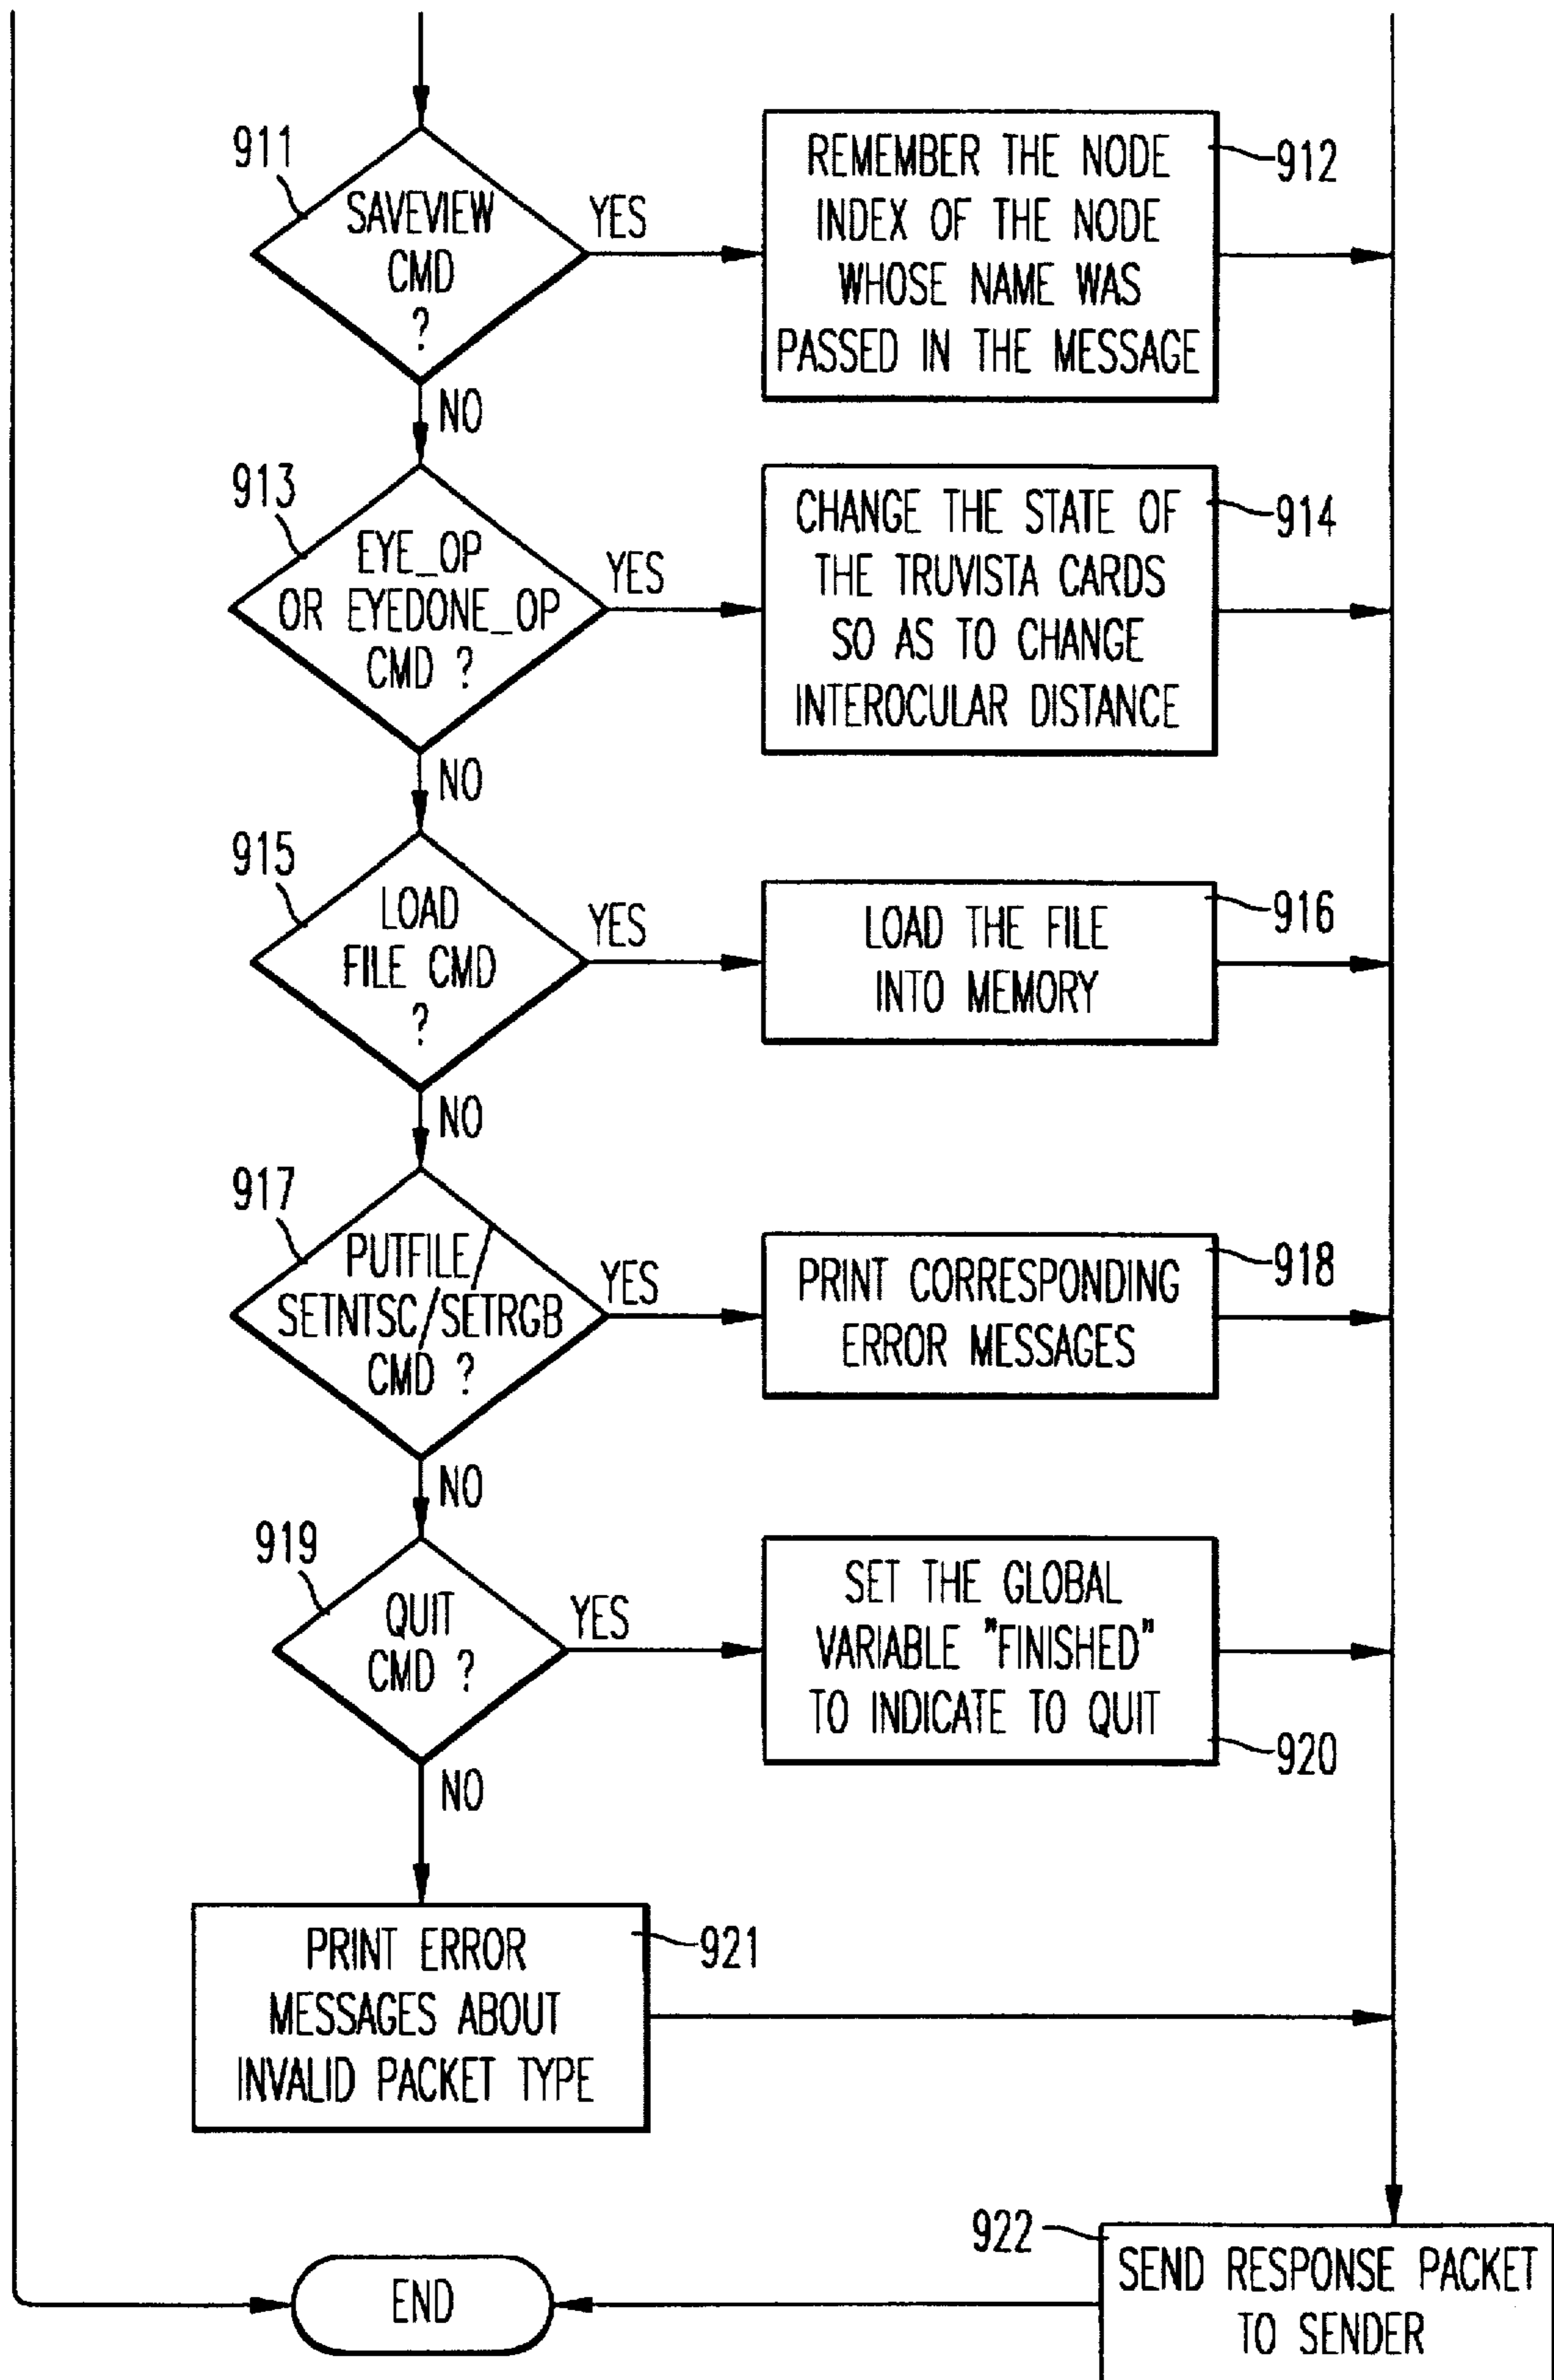 911
SAVEVIEW
CMD
?
YES
REMEMBER THE NODE
INDEX OF THE NODE
WHOSE NAME WAS
PASSED IN THE MESSAGE
912
NO
913
EYE_OP
OR EYEDONE_OP
CMD ?
YES
CHANGE THE STATE OF
THE TRUVISTA CARDS
SO AS TO CHANGE
INTEROCULAR DISTANCE
914
NO
915
LOAD
FILE CMD
?
YES
LOAD THE FILE
INTO MEMORY
916
NO
917
PUTFILE/
SETNTSC/SETRGB
CMD ?
YES
PRINT CORRESPONDING
ERROR MESSAGES
918
NO
919
QUIT
CMD ?
YES
SET THE GLOBAL
VARIABLE "FINISHED"
TO INDICATE TO QUIT
920
NO
PRINT ERROR
MESSAGES ABOUT
INVALID PACKET TYPE
921
922
SEND RESPONSE PACKET
TO SENDER
END